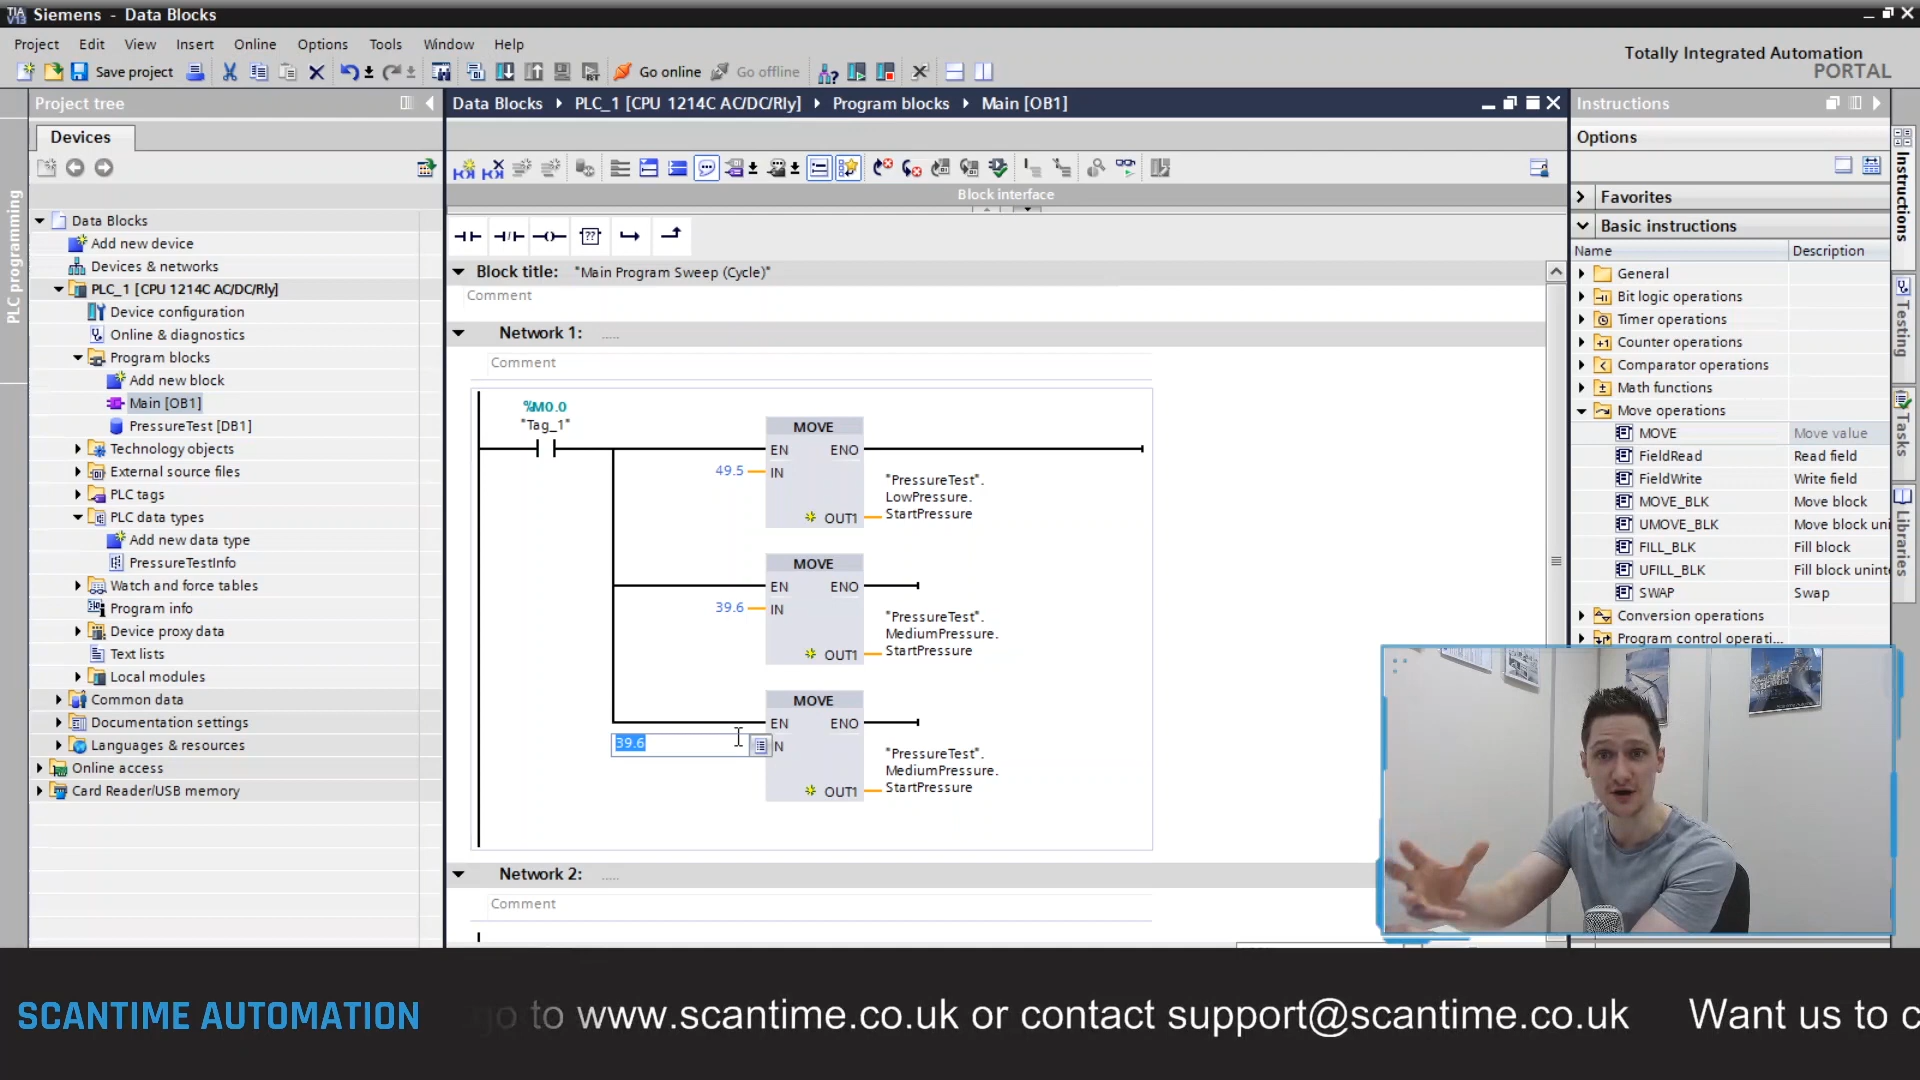 Siemens - Data Blocks
Project Edit View Insert Online Options Tools Window Help
Totally Integrated Automation
PORTAL
Save project Go online Go offline
Project tree
Data Blocks PLC_1 [CPU 1214C AC/DC/Rly] Program blocks Main [OB1]
Instructions
Devices
Options
PLC programming
Block interface
Data Blocks
Add new device
Devices & networks
PLC_1 [CPU 1214C AC/DC/Rly]
Device configuration
Online & diagnostics
Program blocks
Add new block
Main [OB1]
PressureTest [DB1]
Technology objects
External source files
PLC tags
PLC data types
Add new data type
PressureTestInfo
Watch and force tables
Program info
Device proxy data
Text lists
Local modules
Common data
Documentation settings
Languages & resources
Online access
Card Reader/USB memory
Block title: "Main Program Sweep (Cycle)"
Comment
Network 1: .....
Comment
%M0.0
"Tag_1"
MOVE
EN ENO
49.5 IN
OUT1
"PressureTest".
LowPressure.
StartPressure
MOVE
EN ENO
39.6 IN
OUT1
"PressureTest".
MediumPressure.
StartPressure
MOVE
EN ENO
39.6 N
OUT1
"PressureTest".
MediumPressure.
StartPressure
Network 2: .....
Comment
Favorites
Basic instructions
Name Description
General
Bit logic operations
Timer operations
Counter operations
Comparator operations
Math functions
Move operations
MOVE Move value
FieldRead Read field
FieldWrite Write field
MOVE_BLK Move block
UMOVE_BLK Move block uni
FILL_BLK Fill block
UFILL_BLK Fill block uninte
SWAP Swap
Conversion operations
Program control operati...
Instructions
Testing
Tasks
Libraries
SCANTIME AUTOMATION
go to www.scantime.co.uk or contact support@scantime.co.uk Want us to c